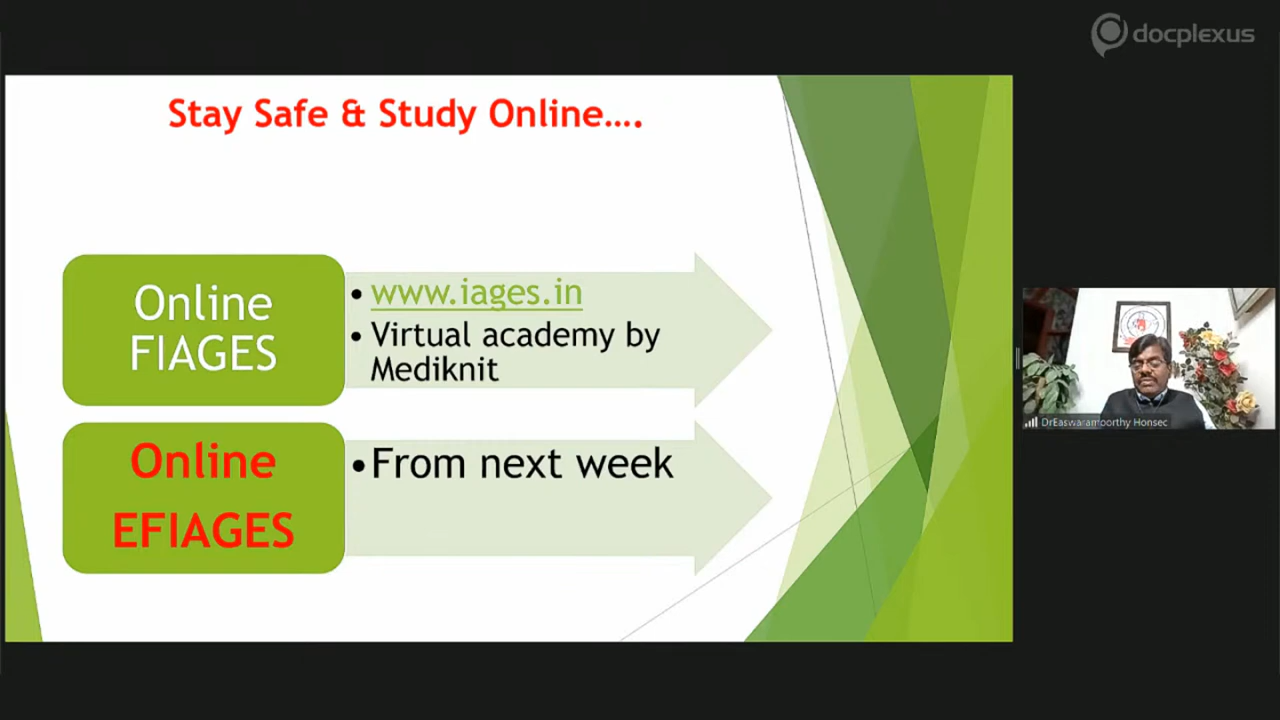 docplexus
Stay Safe & Study Online....
Online
FIAGES
• www.iages.in
• Virtual academy by
Mediknit
Online
EFIAGES
• From next week
DrEaswaramoorthy Honsec